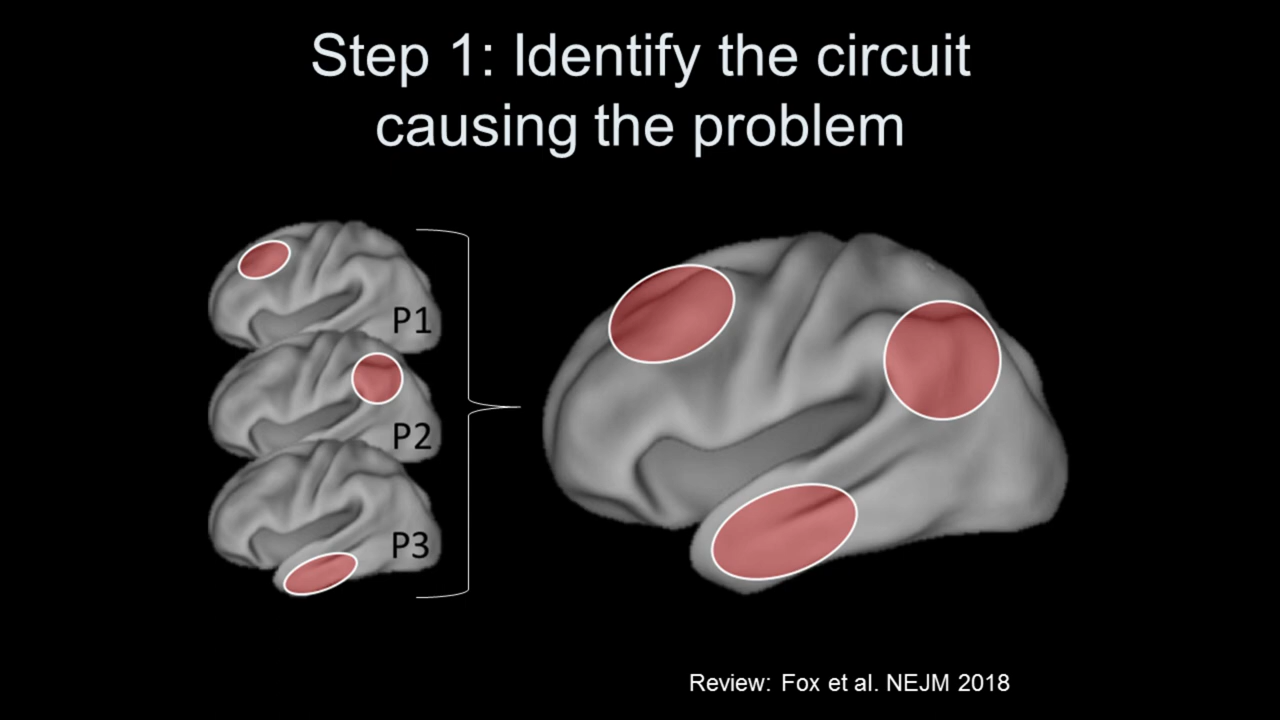 Step 1: Identify the circuit
causing the problem
P1
P2
P3
Review: Fox et al. NEJM 2018